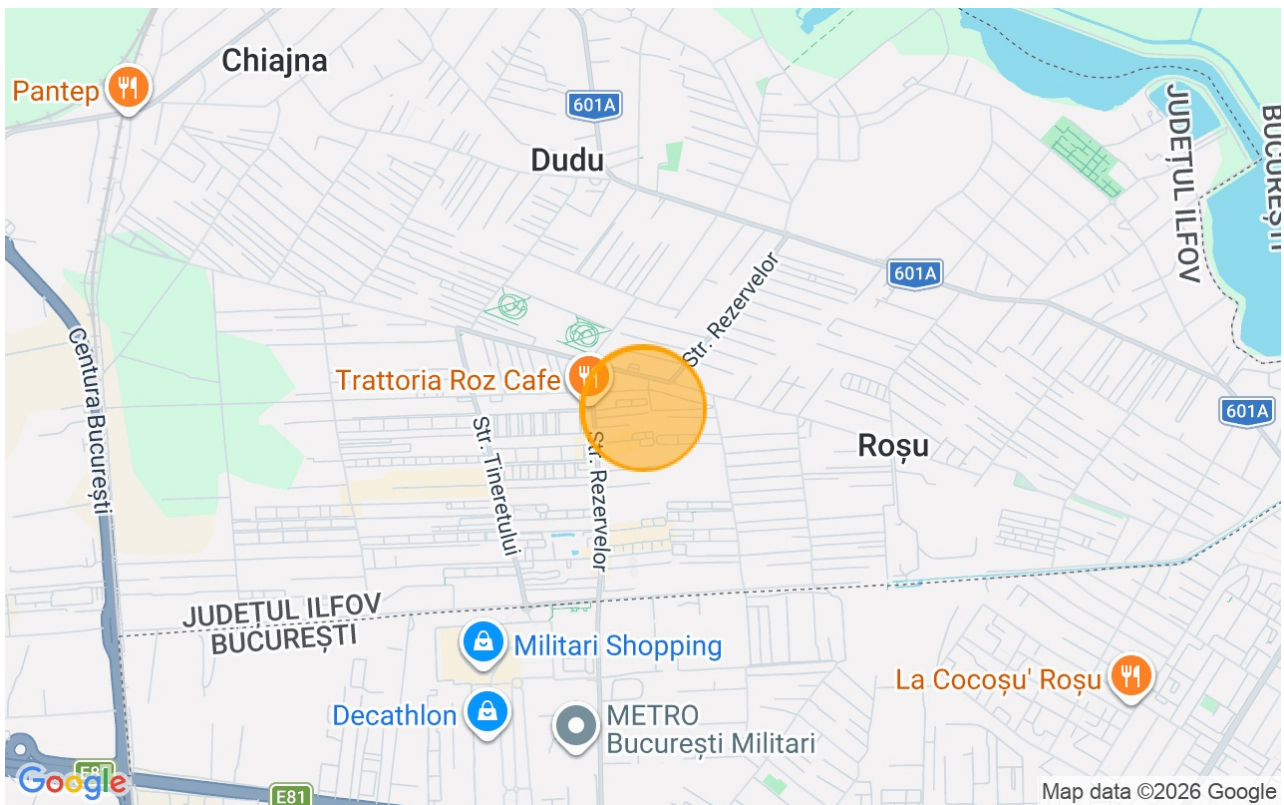 Chiajna
Pantep
601A
Dudu
JUDEȚUL ILFOV
BUCUREȘTI
601A
Str. Rezervelor
Centura București
Trattoria Roz Cafe
601A
Str. Tineretului
Str. Rezervelor
Roșu
JUDEȚUL ILFOV
BUCUREȘTI
Militari Shopping
La Cocoșu' Roșu
Decathlon
METRO
București Militari
Google
E81
Map data ©2026 Google